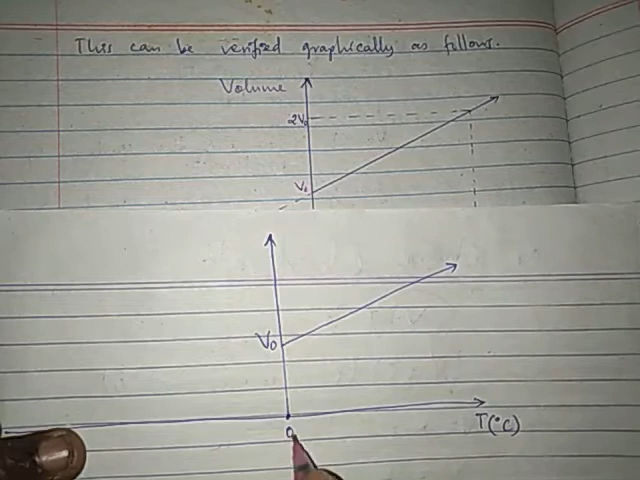 This can be verified graphically as follows.
Volume
2V₀
V₀
V₀
T(°C)
0